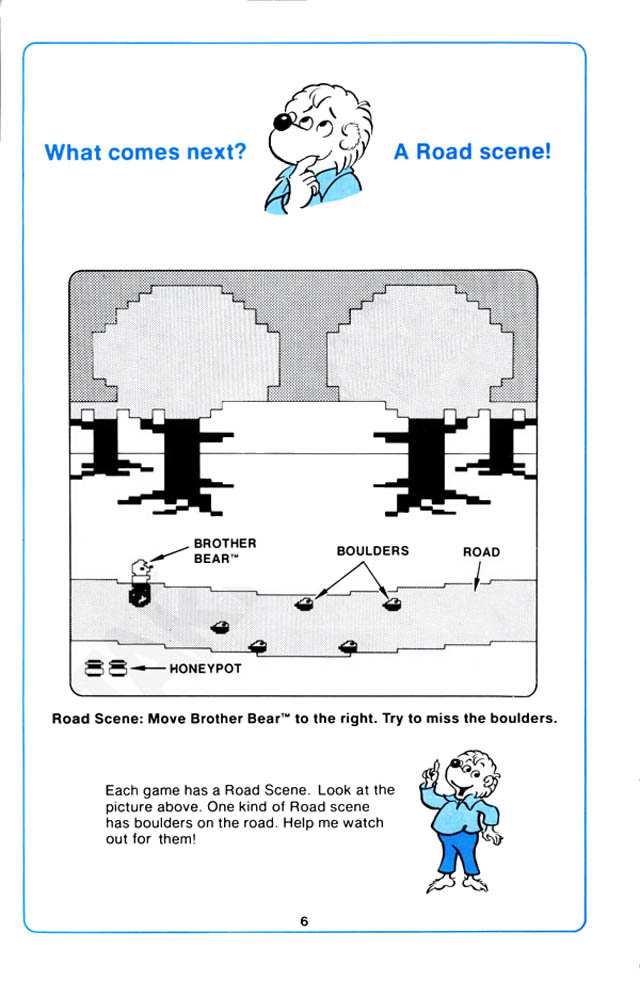 What comes next?
A Road scene!
BROTHER
BEAR™
BOULDERS
ROAD
HONEYPOT
Road Scene: Move Brother Bear™ to the right. Try to miss the boulders.
Each game has a Road Scene. Look at the
picture above. One kind of Road scene
has boulders on the road. Help me watch
out for them!
6